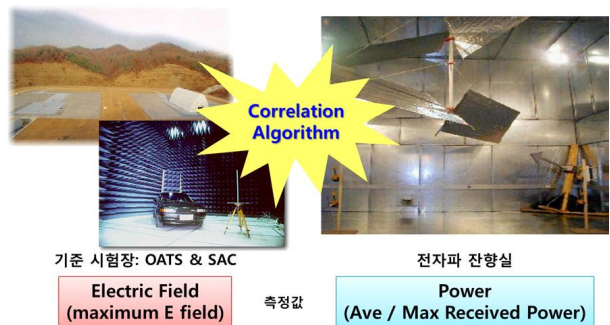 Correlation
Algorithm
기준 시험장: OATS & SAC
전자파 잔향실
Electric Field
(maximum E field)
측정값
Power
(Ave / Max Received Power)